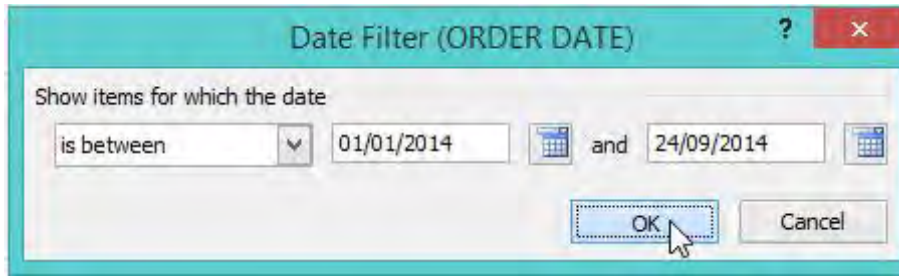 Date Filter (ORDER DATE) ?
Show items for which the date
is between 01/01/2014 and 24/09/2014
OK Cancel